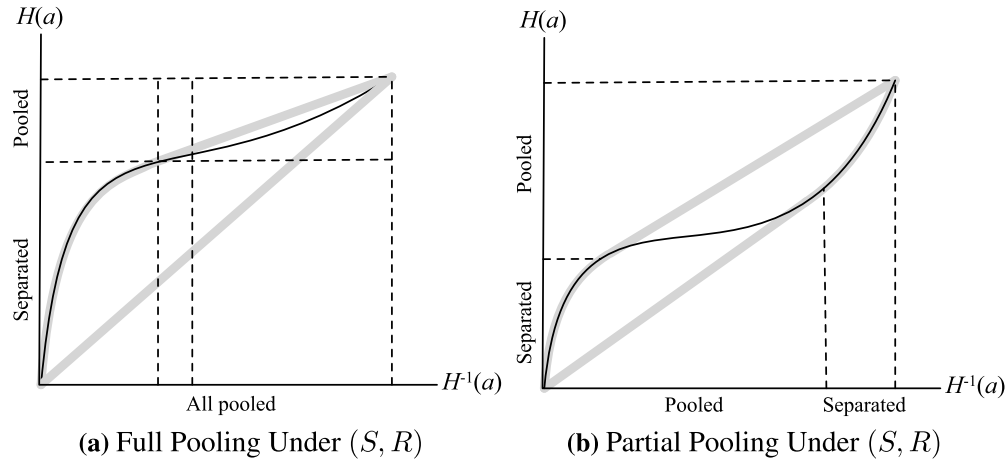 H(a)
Pooled
Separated
H⁻¹(a)
All pooled
(a) Full Pooling Under (S, R)
H(a)
Pooled
Separated
H⁻¹(a)
Pooled Separated
(b) Partial Pooling Under (S, R)